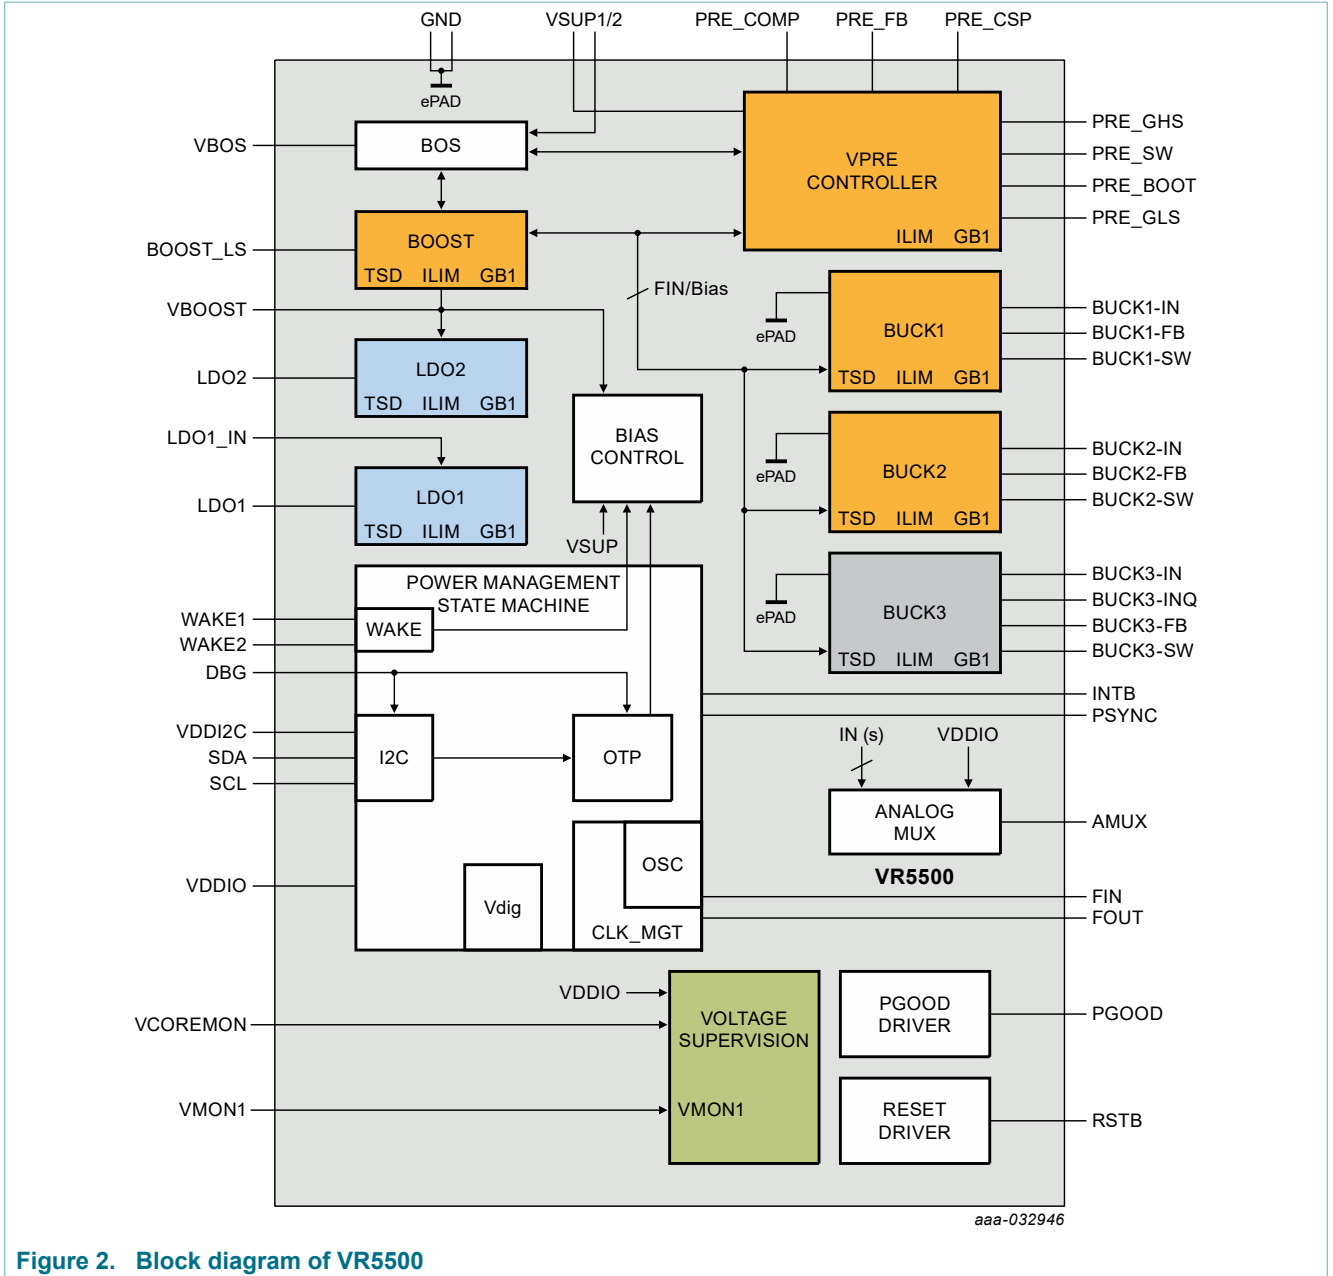 GND
VSUP1/2
PRE_COMP
PRE_FB
PRE_CSP
ePAD
VBOS
BOS
VPRE
CONTROLLER
ILIM GB1
PRE_GHS
PRE_SW
PRE_BOOT
PRE_GLS
BOOST_LS
BOOST
TSD ILIM GB1
FIN/Bias
VBOOST
ePAD
BUCK1
TSD ILIM GB1
BUCK1-IN
BUCK1-FB
BUCK1-SW
LDO2
LDO2
TSD ILIM GB1
LDO1_IN
BIAS
CONTROL
VSUP
ePAD
BUCK2
TSD ILIM GB1
BUCK2-IN
BUCK2-FB
BUCK2-SW
LDO1
LDO1
TSD ILIM GB1
POWER MANAGEMENT
STATE MACHINE
ePAD
BUCK3
TSD ILIM GB1
BUCK3-IN
BUCK3-INQ
BUCK3-FB
BUCK3-SW
WAKE1
WAKE2
WAKE
DBG
INTB
PSYNC
VDDI2C
SDA
SCL
I2C
OTP
IN (s)
VDDIO
ANALOG
MUX
AMUX
VR5500
VDDIO
Vdig
OSC
CLK_MGT
FIN
FOUT
VDDIO
VCOREMON
VOLTAGE
SUPERVISION
PGOOD
DRIVER
PGOOD
VMON1
VMON1
RESET
DRIVER
RSTB
aaa-032946
Figure 2. Block diagram of VR5500